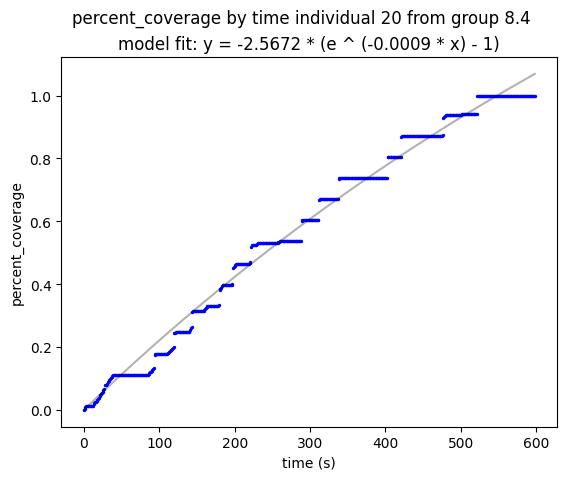 percent_coverage by time individual 20 from group 8.4
model fit: y = -2.5672 * (e ^ (-0.0009 * x) - 1)
1.0
0.8
0.6
0.4
0.2
0.0
percent_coverage
0 100 200 300 400 500 600
time (s)